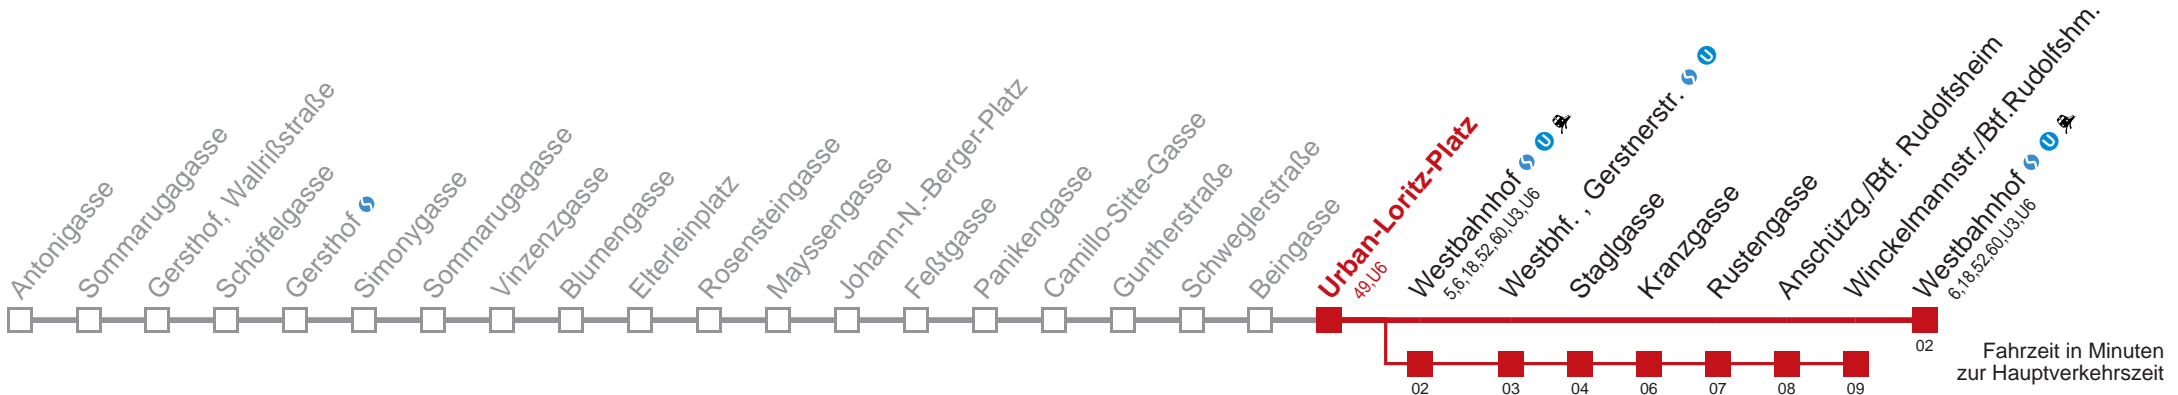 Antonigasse
Sommarugagasse
Gersthof, Wallrißstraße
Schöffelgasse
Gersthof
Simonygasse
Sommarugagasse
Vinzenzgasse
Blumengasse
Elterleinplatz
Rosensteingasse
Mayssengasse
Johann-N.-Berger-Platz
Feßtgasse
Panikengasse
Camillo-Sitte-Gasse
Guntherstraße
Schweglerstraße
Beingasse
Urban-Loritz-Platz
49,U6
Westbahnhof U
5,6,18,52,60,U3,U6
Westbhf. , Gerstnerstr. U
Staglgasse
Kranzgasse
Rustengasse
Anschützg./Btf. Rudolfsheim
Winckelmannstr./Btf.Rudolfshm.
Westbahnhof U
6,18,52,60,U3,U6
02
02
03
04
06
07
08
09
Fahrzeit in Minuten
zur Hauptverkehrszeit